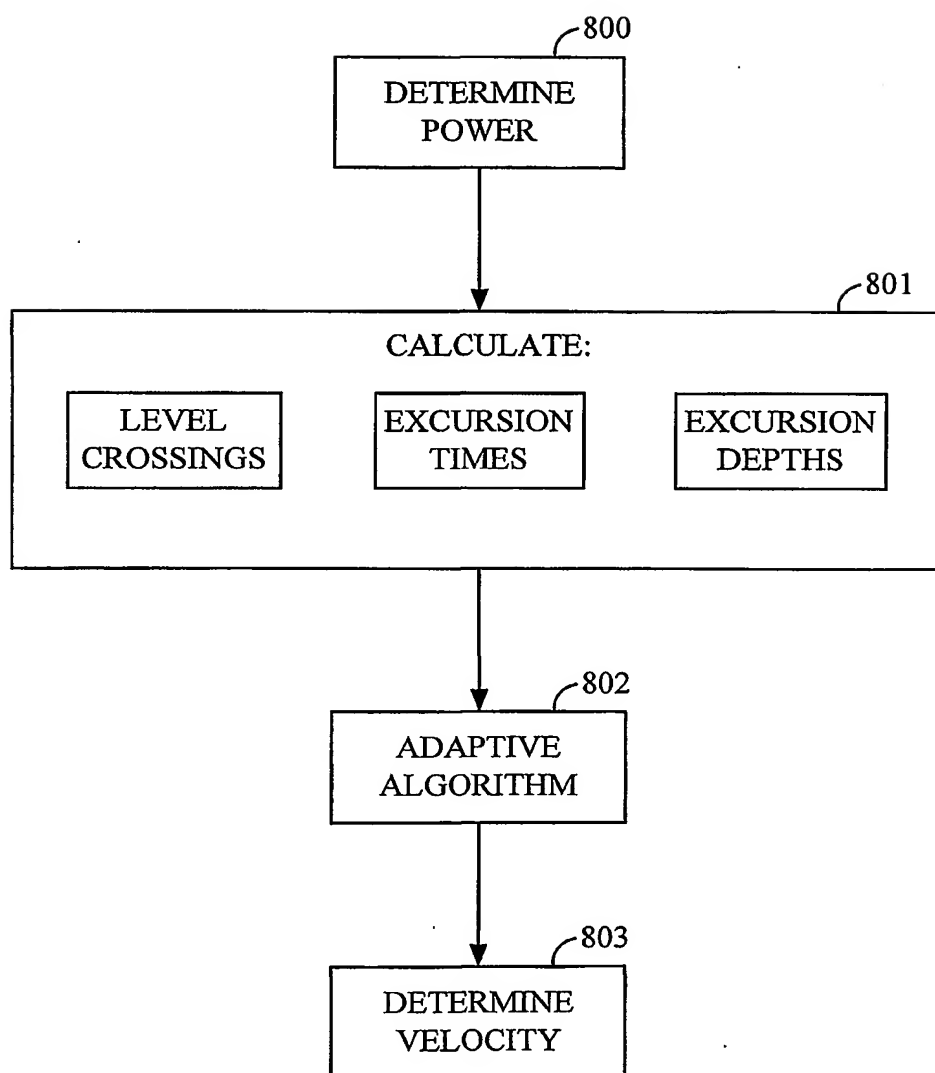 800
DETERMINE
POWER
801
CALCULATE:
LEVEL
CROSSINGS
EXCURSION
TIMES
EXCURSION
DEPTHS
802
ADAPTIVE
ALGORITHM
803
DETERMINE
VELOCITY